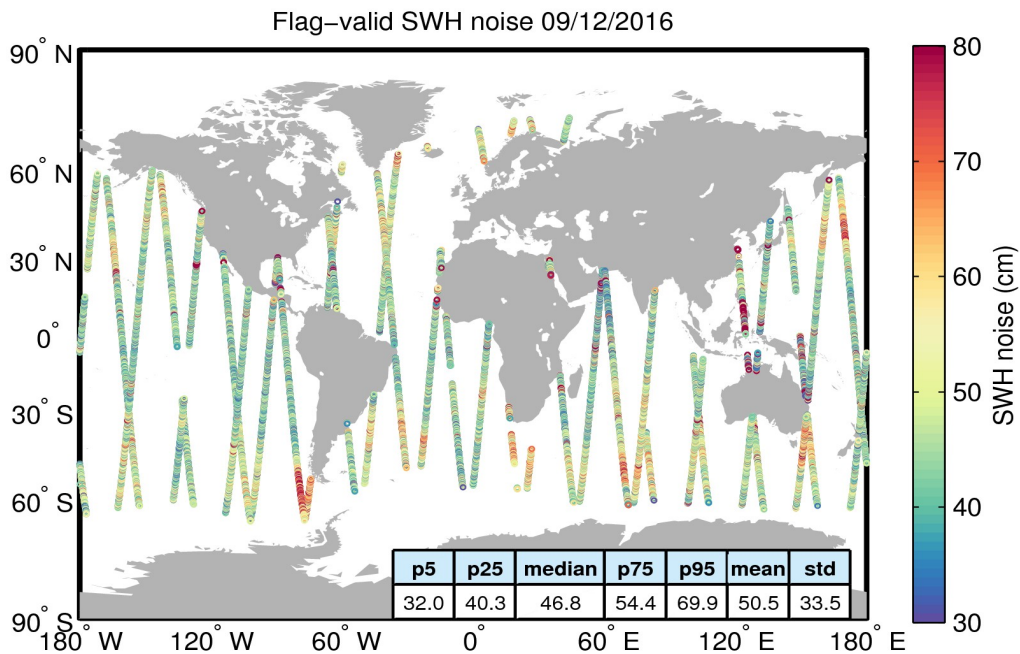 Flag−valid SWH noise 09/12/2016
90° N
60° N
30° N
0°
30° S
60° S
90° S
180° W 120° W 60° W 0° 60° E 120° E 180° E
p5 p25 median p75 p95 mean std
32.0 40.3 46.8 54.4 69.9 50.5 33.5
80
70
60
50
40
30
SWH noise (cm)